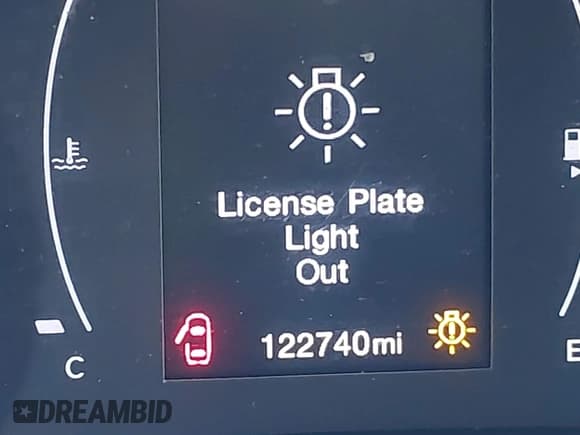 License Plate
Light
Out
122740mi
C
E
DREAMBID